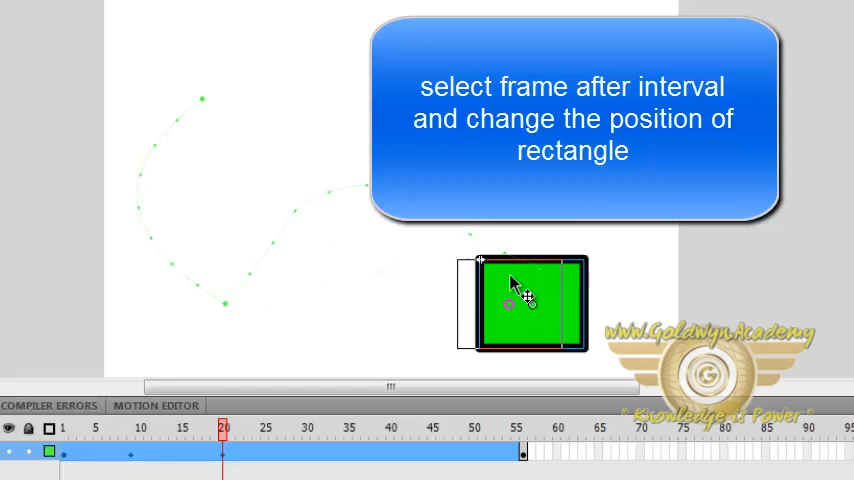 select frame after interval
and change the position of
rectangle
www.GoldwynAcademy
G
" Knowledge is Power "
COMPILER ERRORS MOTION EDITOR
1 5 10 15 20 25 30 35 40 45 50 55 60 65 70 75 80 85 90 95